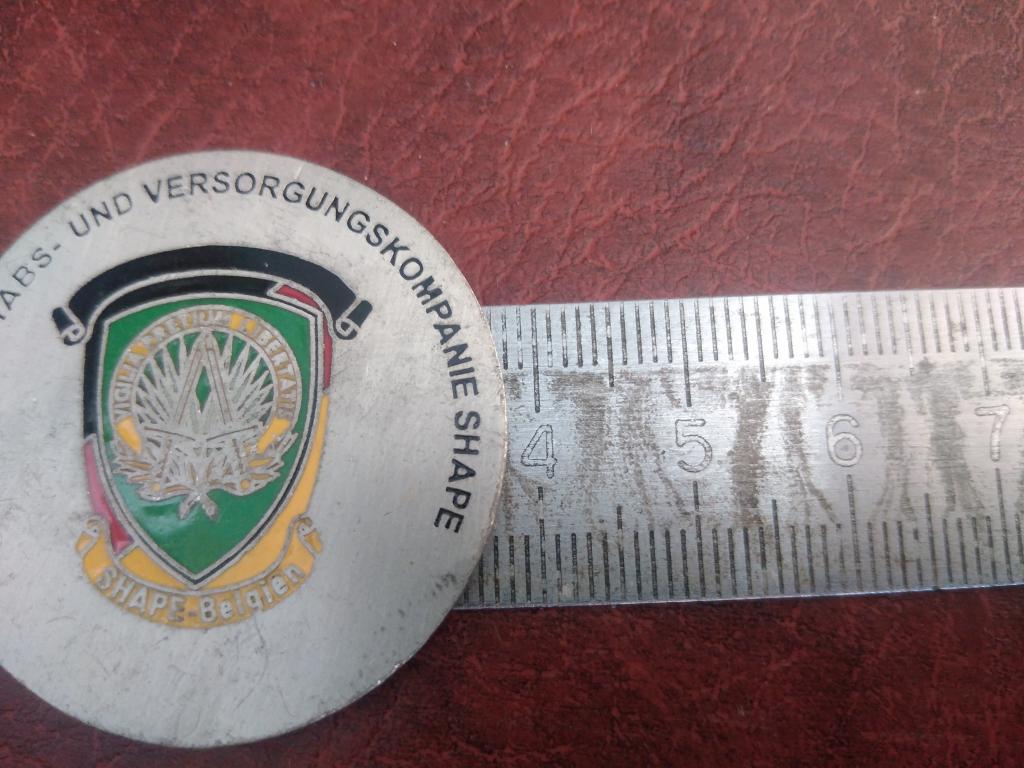 TABS- UND VERSORGUNGSKOMPANIE SHAPE
VIGILIA PRETIUM LIBERTATIS
SHAPE-Belgien
4 5 6 7